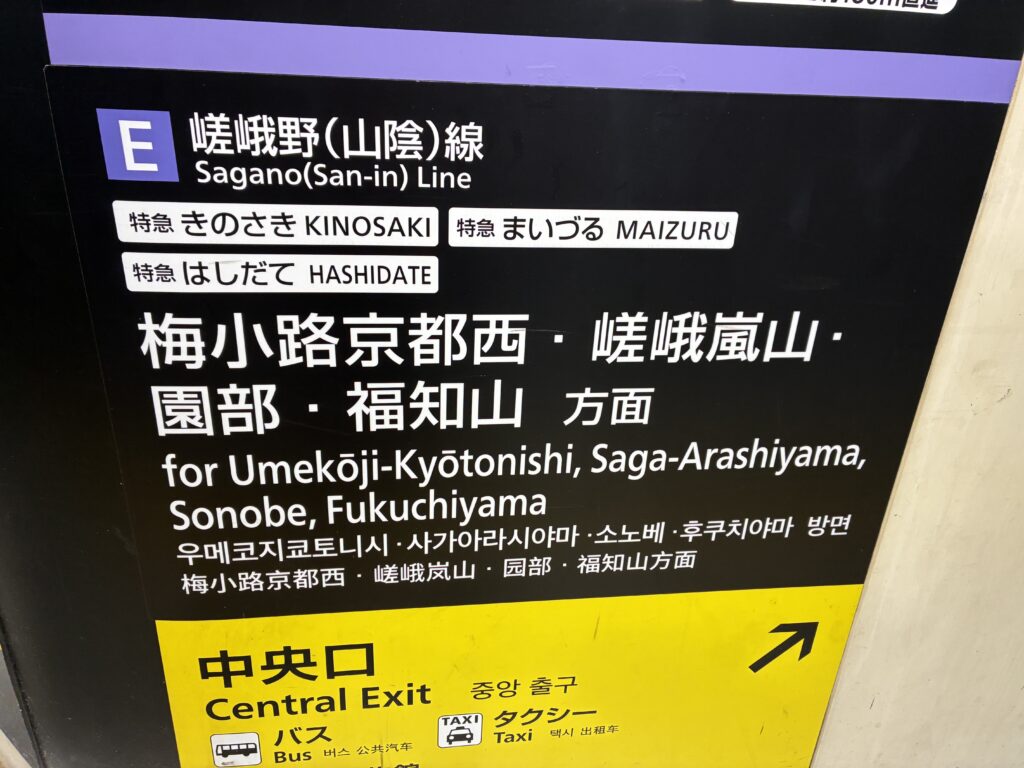 E 嵯峨野(山陰)線
Sagano(San-in) Line
特急 きのさき KINOSAKI 特急 まいづる MAIZURU
特急 はしだて HASHIDATE
梅小路京都西・嵯峨嵐山・
園部・福知山 方面
for Umekōji-Kyōtonishi, Saga-Arashiyama,
Sonobe, Fukuchiyama
우메코지쿄토니시·사가아라시야마·소노베·후쿠치야마 방면
梅小路京都西・嵯峨岚山・园部・福知山方面
中央口
Central Exit 중앙 출구
バス
Bus 버스 公共汽车
TAXI タクシー
Taxi 택시 出租车